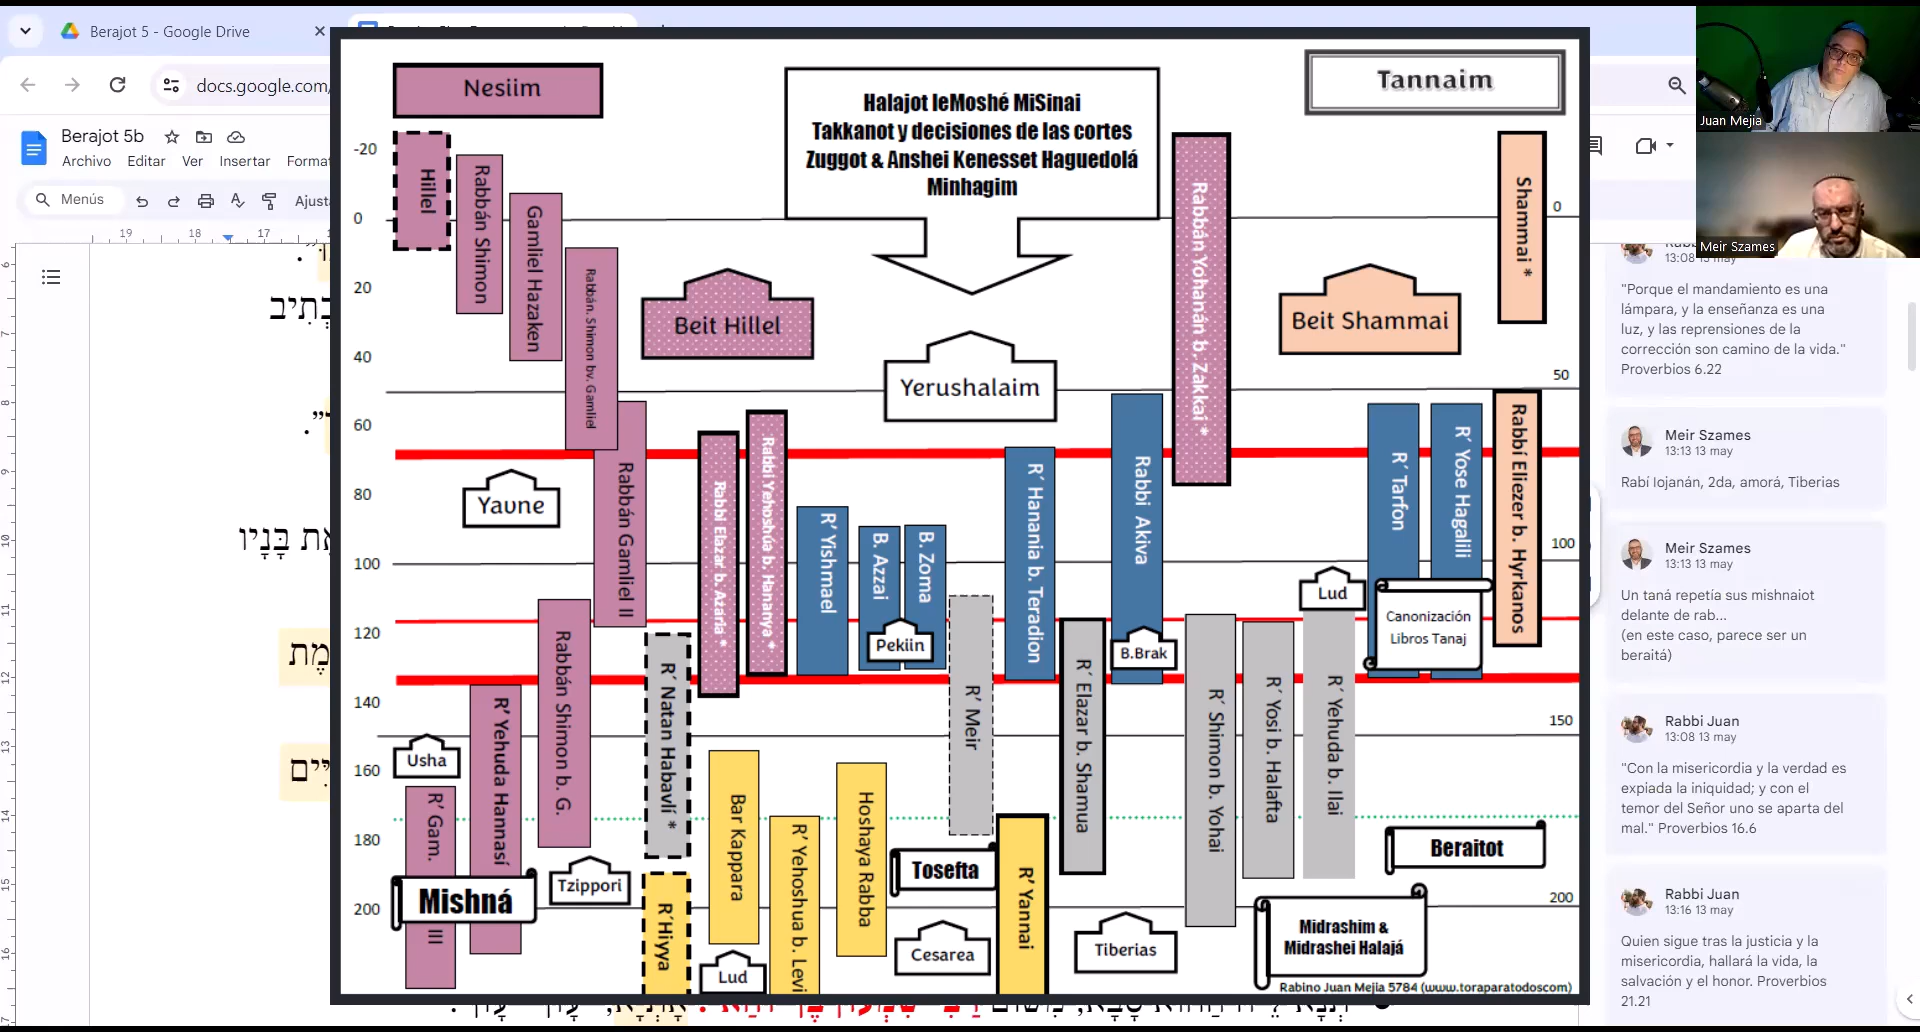 Berajot 5 - Google Drive
docs.google.com/
Berajot 5b
Archivo Editar Ver Insertar Format
Menús
Ajust
19 18 17
Nesiim
Tannaim
Halajot leMoshé MiSinai
Takkanot y decisiones de las cortes
Zuggot & Anshei Kenesset Haguedolá
Minhagim
-20
0
20
40
60
80
100
120
140
160
180
200
0
50
100
150
200
Hillel
Rabbán Shimon
Gamliel Hazaken
Rabbán. Shimon bv. Gamliel
Rabbán Yohanán b. Zakkai *
Shammai *
Beit Hillel
Beit Shammai
Yerushalaim
Yavne
Rabbán Gamliel II
Rabbi Elazar b. Azaria *
Rabbi Yehoshúa b. Hananya *
R' Yishmael
B. Azzai
B. Zoma
Pekiin
R´ Hanania b. Teradion
Rabbi Akiva
B.Brak
R´ Tarfon
R´ Yose Hagalili
Rabbí Eliezer b. Hyrkanos
Lud
Canonización
Libros Tanaj
Rabbán Shimon b. G.
R´ Natan Habavlí *
R´ Meir
R´ Elazar b. Shamua
R´ Shimon b. Yohai
R´ Yosi b. Halafta
R´ Yehuda b. Ilai
Usha
R' Yehuda Hannasí
R' Gam. III
Mishná
Tzippori
R´Hiyya
Bar Kappara
Lud
R´ Yehoshua b. Levi
Hoshaya Rabba
Tosefta
Cesarea
R' Yannai
Tiberias
Beraitot
Midrashim &
Midrashei Halajá
Rabino Juan Mejía 5784 (www.toraparatodoscom)
Juan Mejia
Meir Szames
13:08 13 may
"Porque el mandamiento es una
lámpara, y la enseñanza es una
luz, y las reprensiones de la
corrección son camino de la vida."
Proverbios 6.22
Meir Szames
13:13 13 may
Rabí Iojanán, 2da, amorá, Tiberias
Meir Szames
13:13 13 may
Un taná repetía sus mishnaiot
delante de rab...
(en este caso, parece ser un
beraitá)
Rabbi Juan
13:08 13 may
"Con la misericordia y la verdad es
expiada la iniquidad; y con el
temor del Señor uno se aparta del
mal." Proverbios 16.6
Rabbi Juan
13:16 13 may
Quien sigue tras la justicia y la
misericordia, hallará la vida, la
salvación y el honor. Proverbios
21.21
בָּנָיו